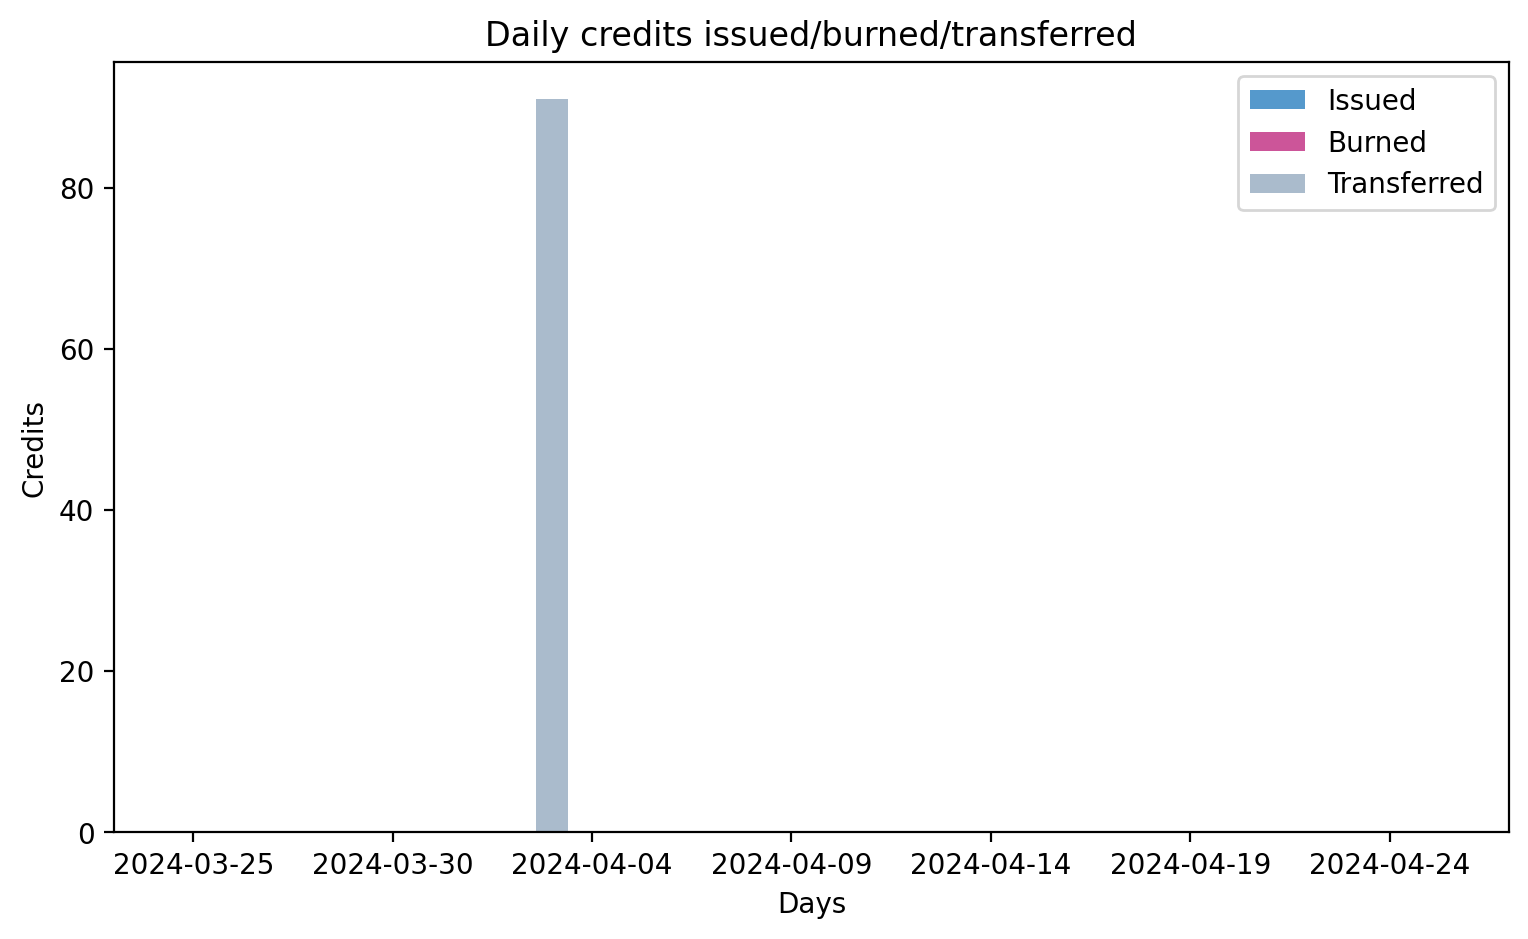 Daily credits issued/burned/transferred
Issued
Burned
Transferred
80
60
40
20
0
Credits
2024-03-25
2024-03-30
2024-04-04
2024-04-09
2024-04-14
2024-04-19
2024-04-24
Days